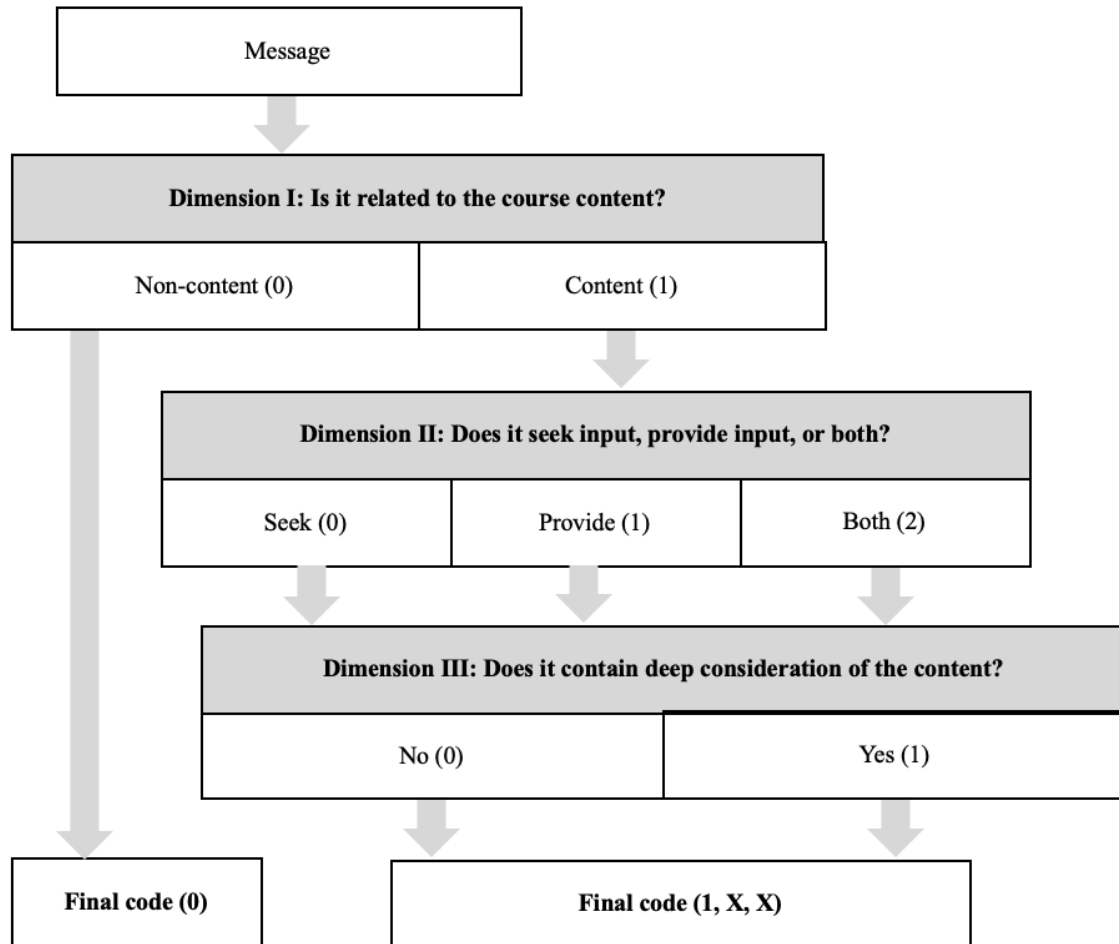 Message
Dimension I: Is it related to the course content?
Non-content (0)
Content (1)
Dimension II: Does it seek input, provide input, or both?
Seek (0)
Provide (1)
Both (2)
Dimension III: Does it contain deep consideration of the content?
No (0)
Yes (1)
Final code (0)
Final code (1, X, X)